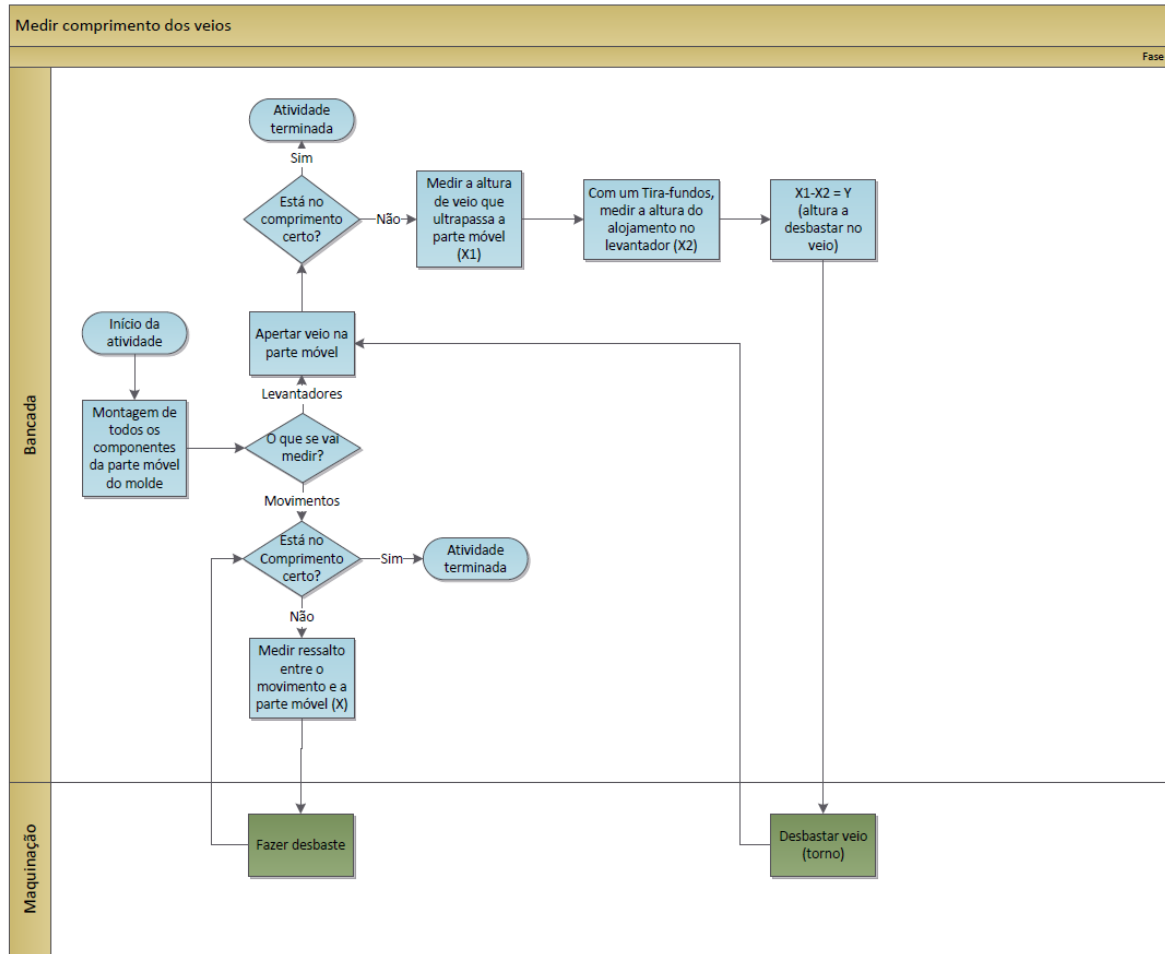 Medir comprimento dos veios
Fase
Bancada
Atividade
terminada
Sim
Está no
comprimento
certo?
Não
Medir a altura
de veio que
ultrapassa a
parte móvel
(X1)
Com um Tira-fundos,
medir a altura do
alojamento no
levantador (X2)
X1-X2 = Y
(altura a
desbastar no
veio)
Início da
atividade
Apertar veio na
parte móvel
Levantadores
Montagem de
todos os
componentes
da parte móvel
do molde
O que se vai
medir?
Movimentos
Está no
Comprimento
certo?
Sim
Atividade
terminada
Não
Medir ressalto
entre o
movimento e a
parte móvel (X)
Maquinação
Fazer desbaste
Desbastar veio
(torno)